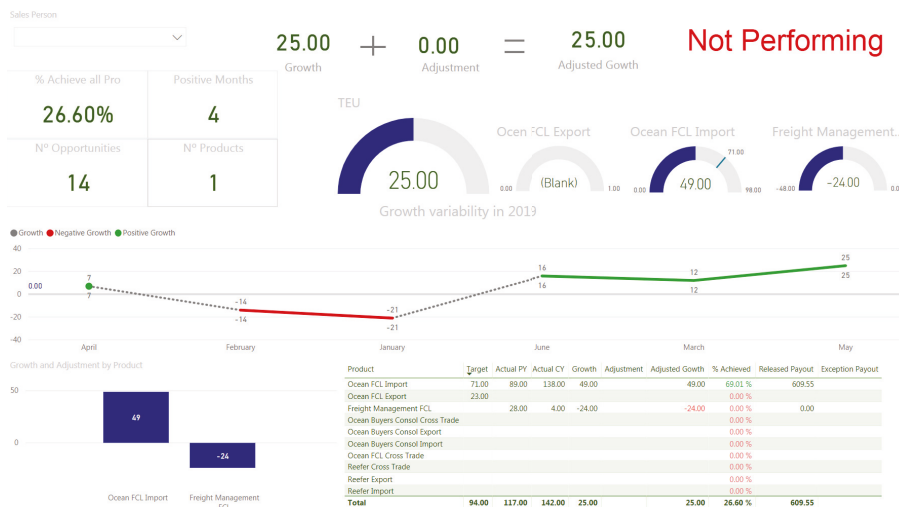 Sales Person
25.00 + 0.00 = 25.00
Growth Adjustment Adjusted Gowth
Not Performing
% Achieve all Pro Positive Months
26.60% 4
Nº Opportunities Nº Products
14 1
TEU
25.00
Ocen FCL Export
0.00 (Blank) 1.00
Ocean FCL Import
71.00
0.00 49.00 98.00
Freight Management...
-48.00 -24.00 0.0
Growth variability in 2019
Growth Negative Growth Positive Growth
40
20
0
-20
-40
0.00
7
7
-14
-14
-21
-21
16
16
12
12
25
25
April February January June March May
Growth and Adjustment by Product
50
0
49
-24
Ocean FCL Import Freight Management
FCL
Product Target Actual PY Actual CY Growth Adjustment Adjusted Gowth % Achieved Released Payout Exception Payout
Ocean FCL Import 71.00 89.00 138.00 49.00 49.00 69.01 % 609.55
Ocean FCL Export 23.00 0.00 %
Freight Management FCL 28.00 4.00 -24.00 -24.00 0.00 % 0.00
Ocean Buyers Consol Cross Trade 0.00 %
Ocean Buyers Consol Export 0.00 %
Ocean Buyers Consol Import 0.00 %
Ocean FCL Cross Trade 0.00 %
Reefer Cross Trade 0.00 %
Reefer Export 0.00 %
Reefer Import 0.00 %
Total 94.00 117.00 142.00 25.00 25.00 26.60 % 609.55